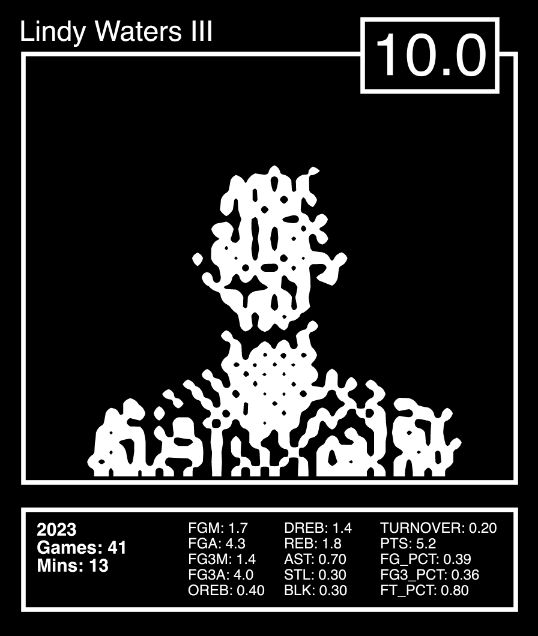 Lindy Waters III
10.0
2023
Games: 41
Mins: 13
FGM: 1.7
FGA: 4.3
FG3M: 1.4
FG3A: 4.0
OREB: 0.40
DREB: 1.4
REB: 1.8
AST: 0.70
STL: 0.30
BLK: 0.30
TURNOVER: 0.20
PTS: 5.2
FG_PCT: 0.39
FG3_PCT: 0.36
FT_PCT: 0.80